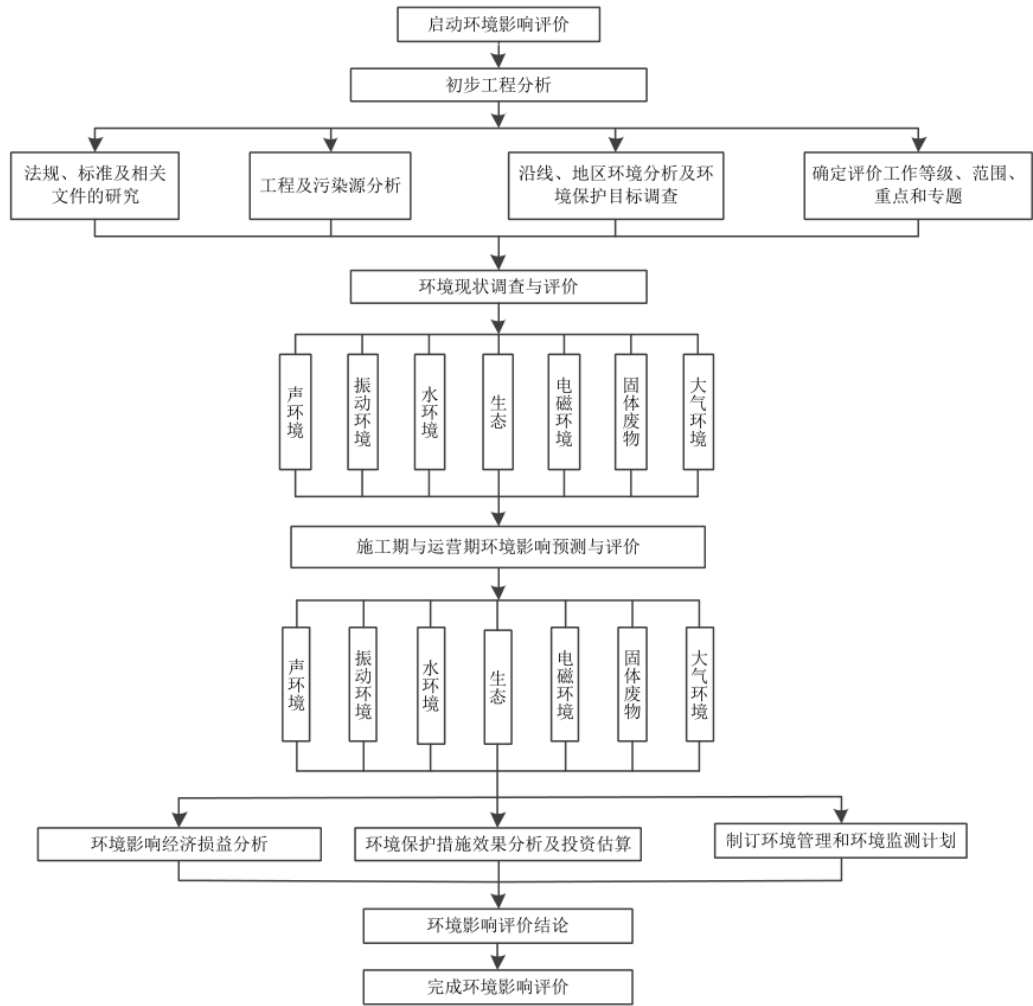 启动环境影响评价
初步工程分析
法规、标准及相关
文件的研究
工程及污染源分析
沿线、地区环境分析及环
境保护目标调查
确定评价工作等级、范围、
重点和专题
环境现状调查与评价
声环境
振动环境
水环境
生态
电磁环境
固体废物
大气环境
施工期与运营期环境影响预测与评价
声环境
振动环境
水环境
生态
电磁环境
固体废物
大气环境
环境影响经济损益分析
环境保护措施效果分析及投资估算
制订环境管理和环境监测计划
环境影响评价结论
完成环境影响评价